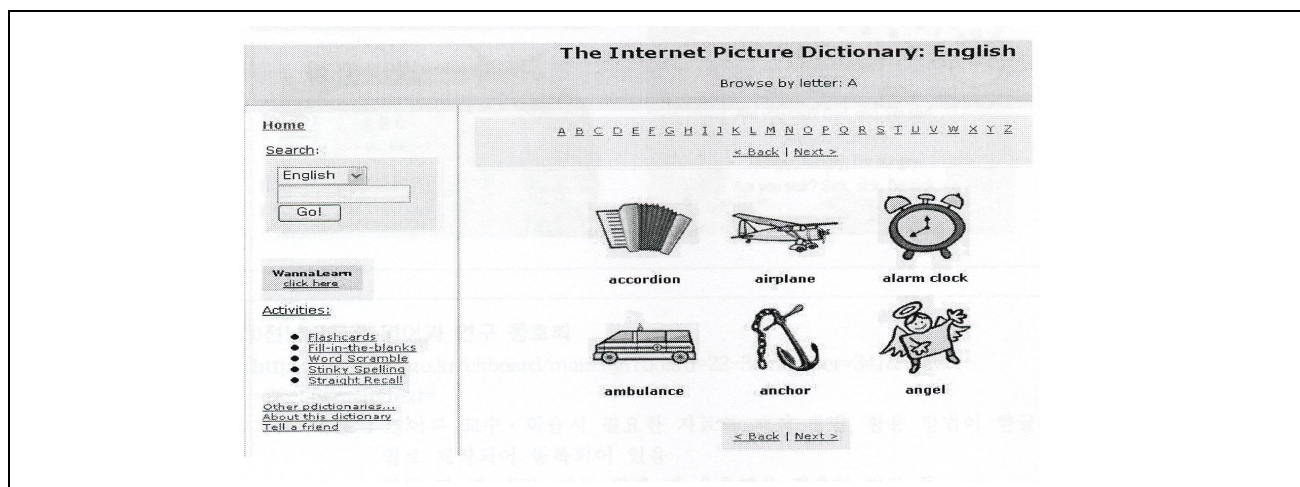 The Internet Picture Dictionary: English
Browse by letter: A
Home
Search:
English
Go!
WannaLearn
click here
Activities:
Flashcards
Fill-in-the-blanks
Word Scramble
Stinky Spelling
Straight Recall
Other pdictionaries...
About this dictionary
Tell a friend
A B C D E F G H I J K L M N O P Q R S T U V W X Y Z
< Back | Next >
accordion airplane alarm clock
ambulance anchor angel
< Back | Next >